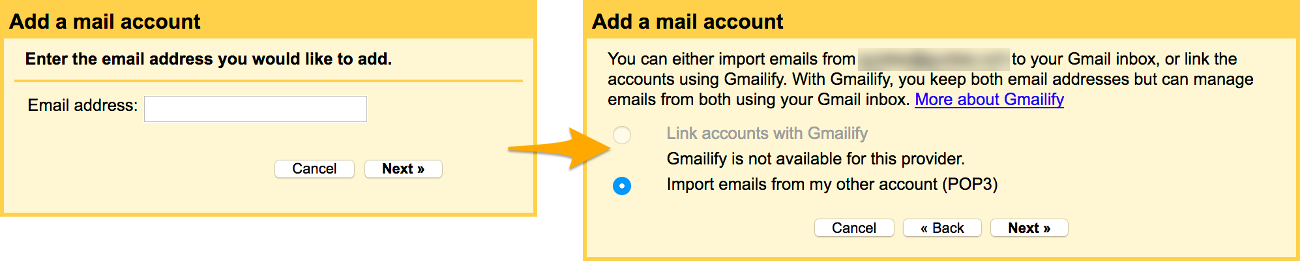 Add a mail account
Enter the email address you would like to add.
Email address:
Cancel
Next »
Add a mail account
You can either import emails from to your Gmail inbox, or link the
accounts using Gmailify. With Gmailify, you keep both email addresses but can manage
emails from both using your Gmail inbox. More about Gmailify
Link accounts with Gmailify
Gmailify is not available for this provider.
Import emails from my other account (POP3)
Cancel
« Back
Next »